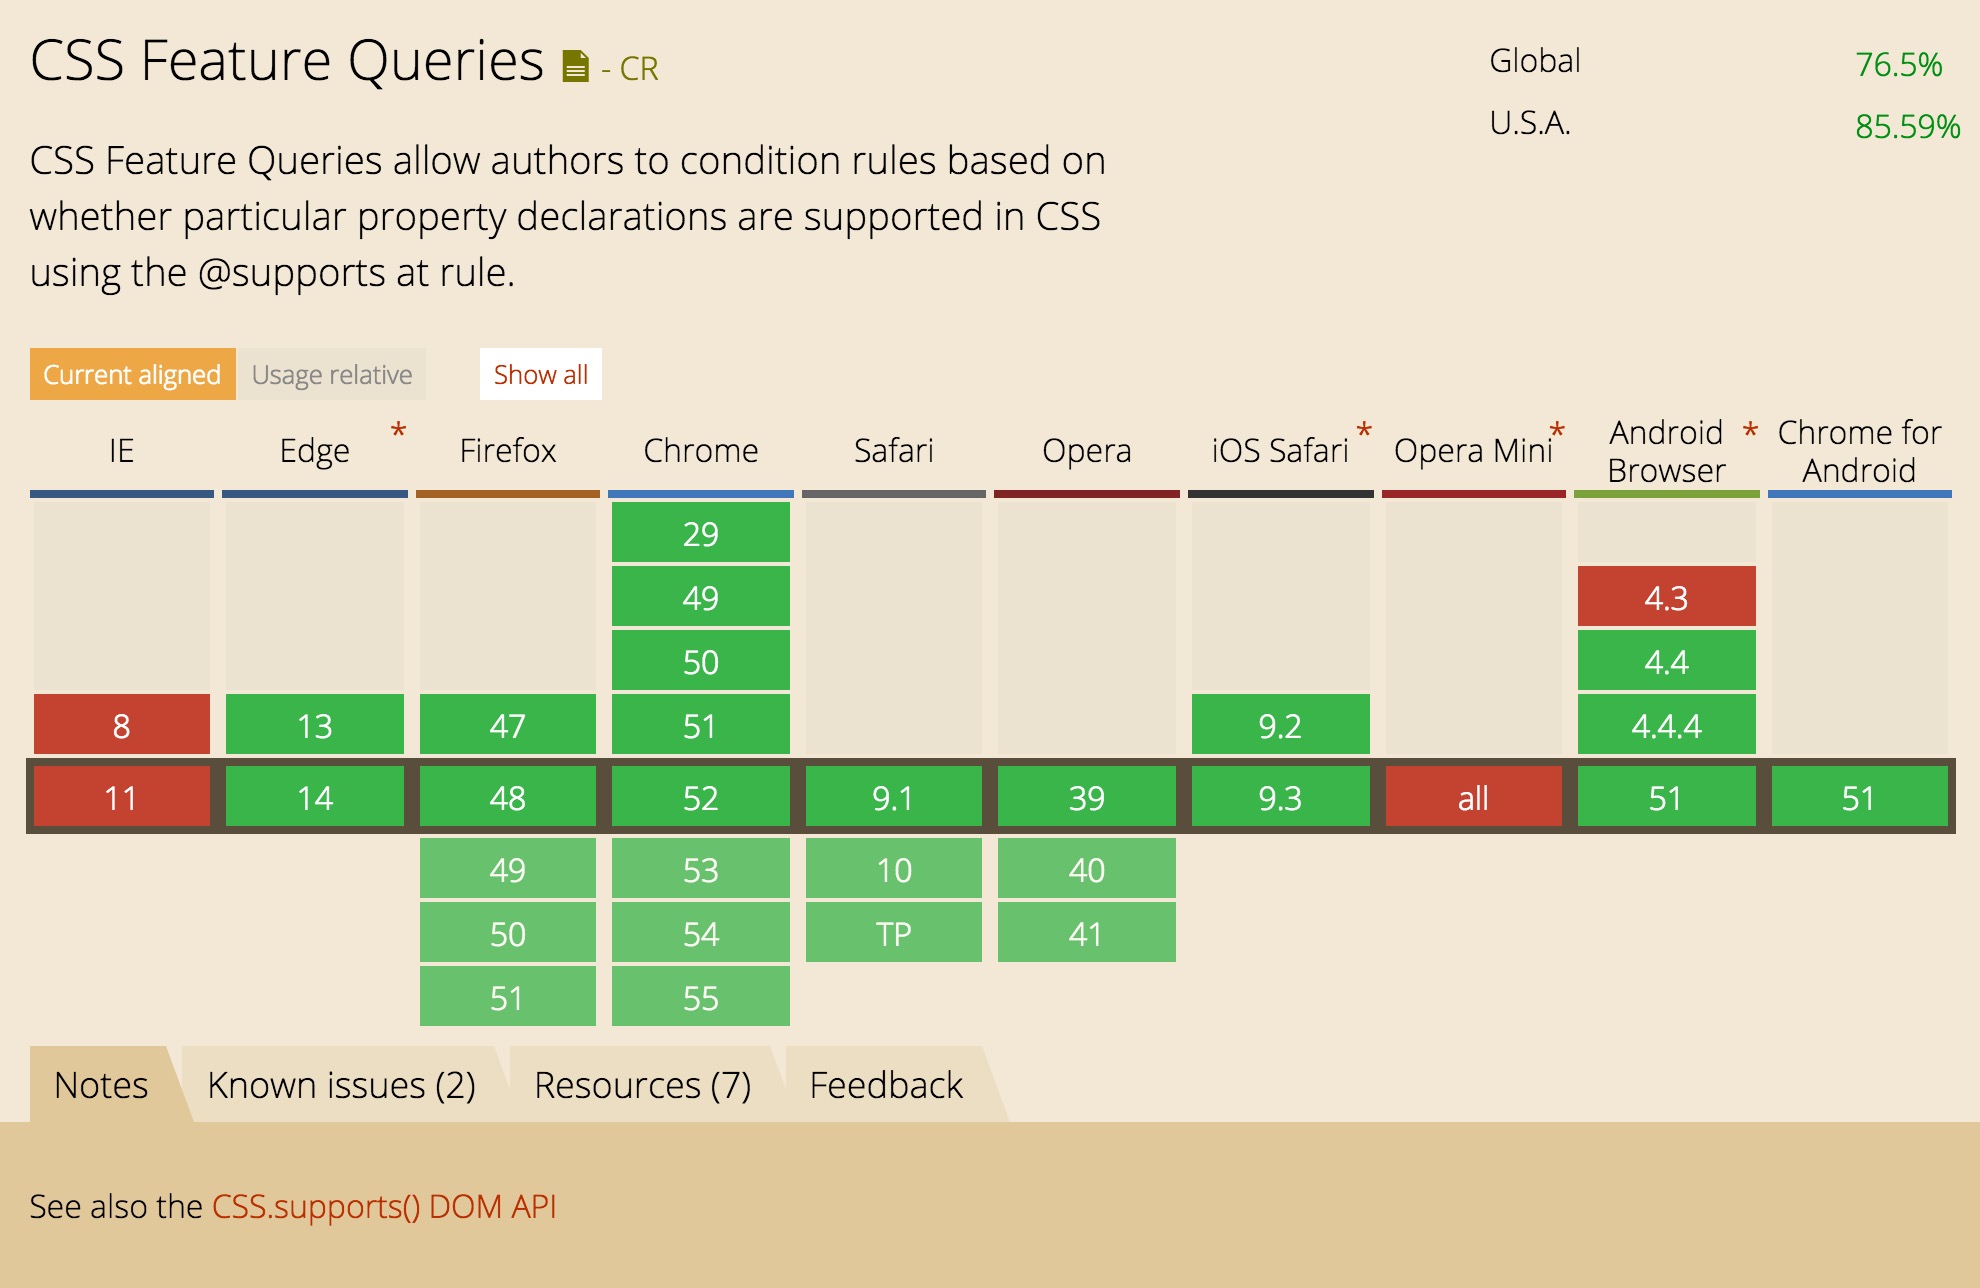 CSS Feature Queries - CR
Global 76.5%
U.S.A. 85.59%
CSS Feature Queries allow authors to condition rules based on
whether particular property declarations are supported in CSS
using the @supports at rule.
Current aligned Usage relative Show all
IE Edge * Firefox Chrome Safari Opera iOS Safari * Opera Mini * Android Browser * Chrome for Android
29
49 4.3
50 4.4
8 13 47 51 9.2 4.4.4
11 14 48 52 9.1 39 9.3 all 51 51
49 53 10 40
50 54 TP 41
51 55
Notes Known issues (2) Resources (7) Feedback
See also the CSS.supports() DOM API